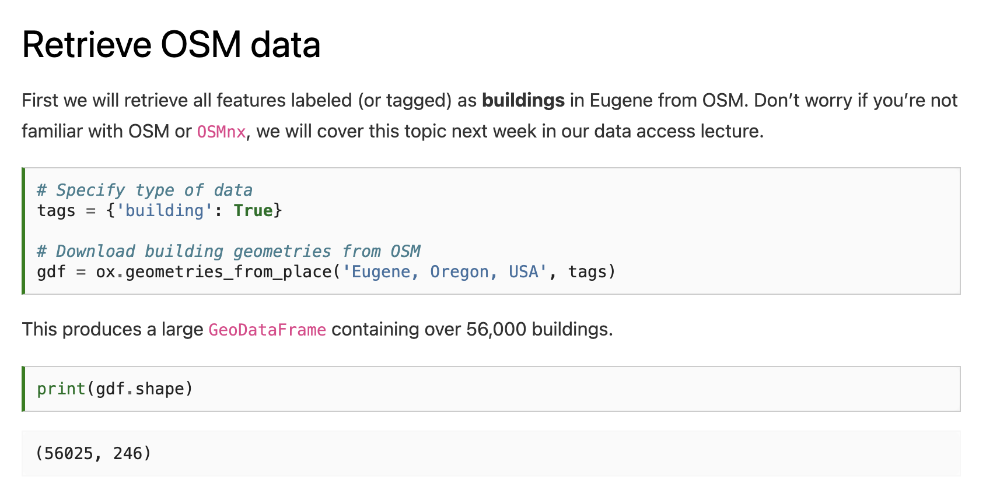 Retrieve OSM data
First we will retrieve all features labeled (or tagged) as buildings in Eugene from OSM. Don’t worry if you’re not
familiar with OSM or OSMnx, we will cover this topic next week in our data access lecture.
# Specify type of data
tags = {'building': True}
# Download building geometries from OSM
gdf = ox.geometries_from_place('Eugene, Oregon, USA', tags)
This produces a large GeoDataFrame containing over 56,000 buildings.
print(gdf.shape)
(56025, 246)